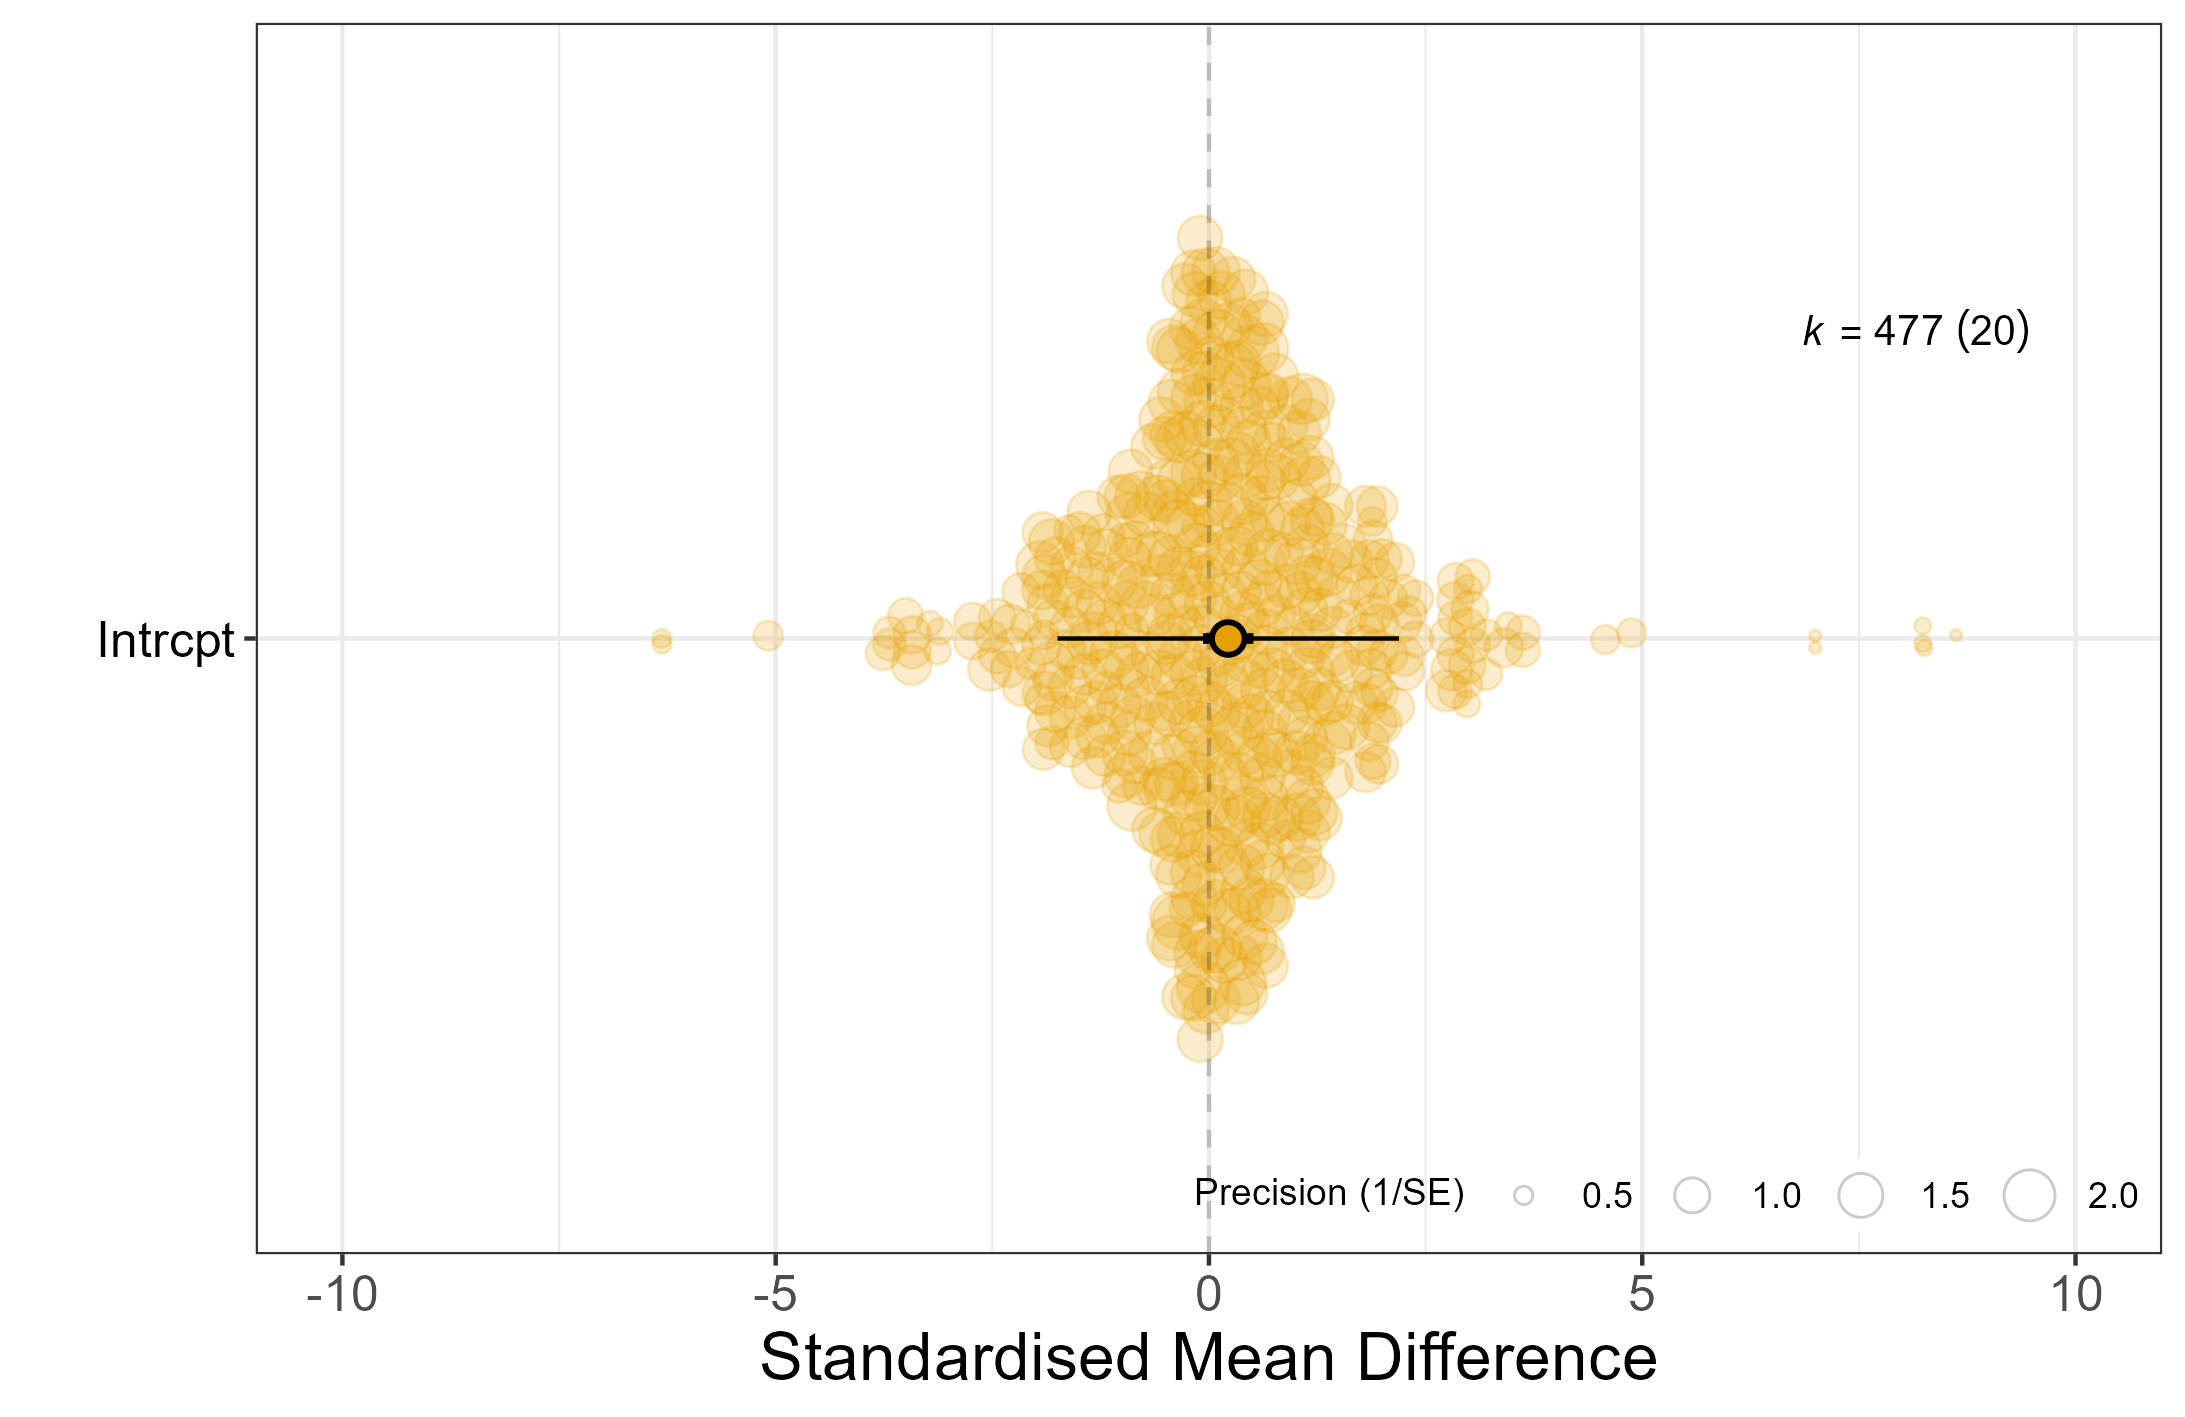 k = 477 (20)
Intrcpt
Precision (1/SE) 0.5 1.0 1.5 2.0
-10 -5 0 5 10
Standardised Mean Difference